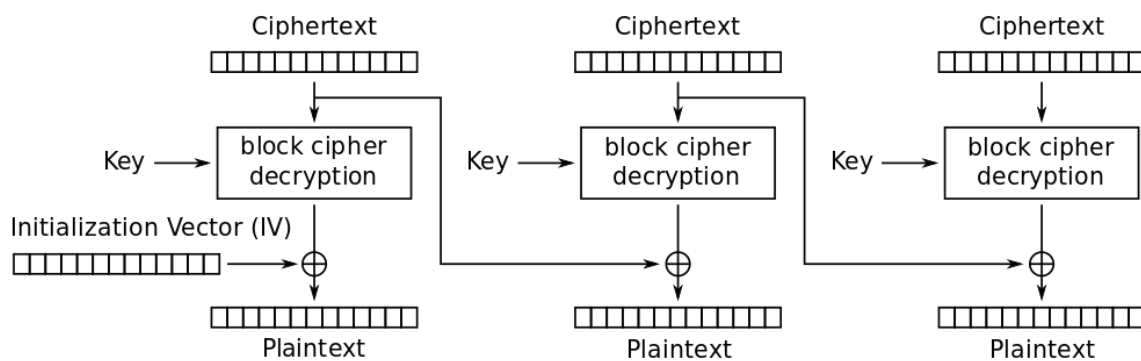 Ciphertext Ciphertext Ciphertext
Key block cipher decryption Key block cipher decryption Key block cipher decryption
Initialization Vector (IV)
Plaintext Plaintext Plaintext